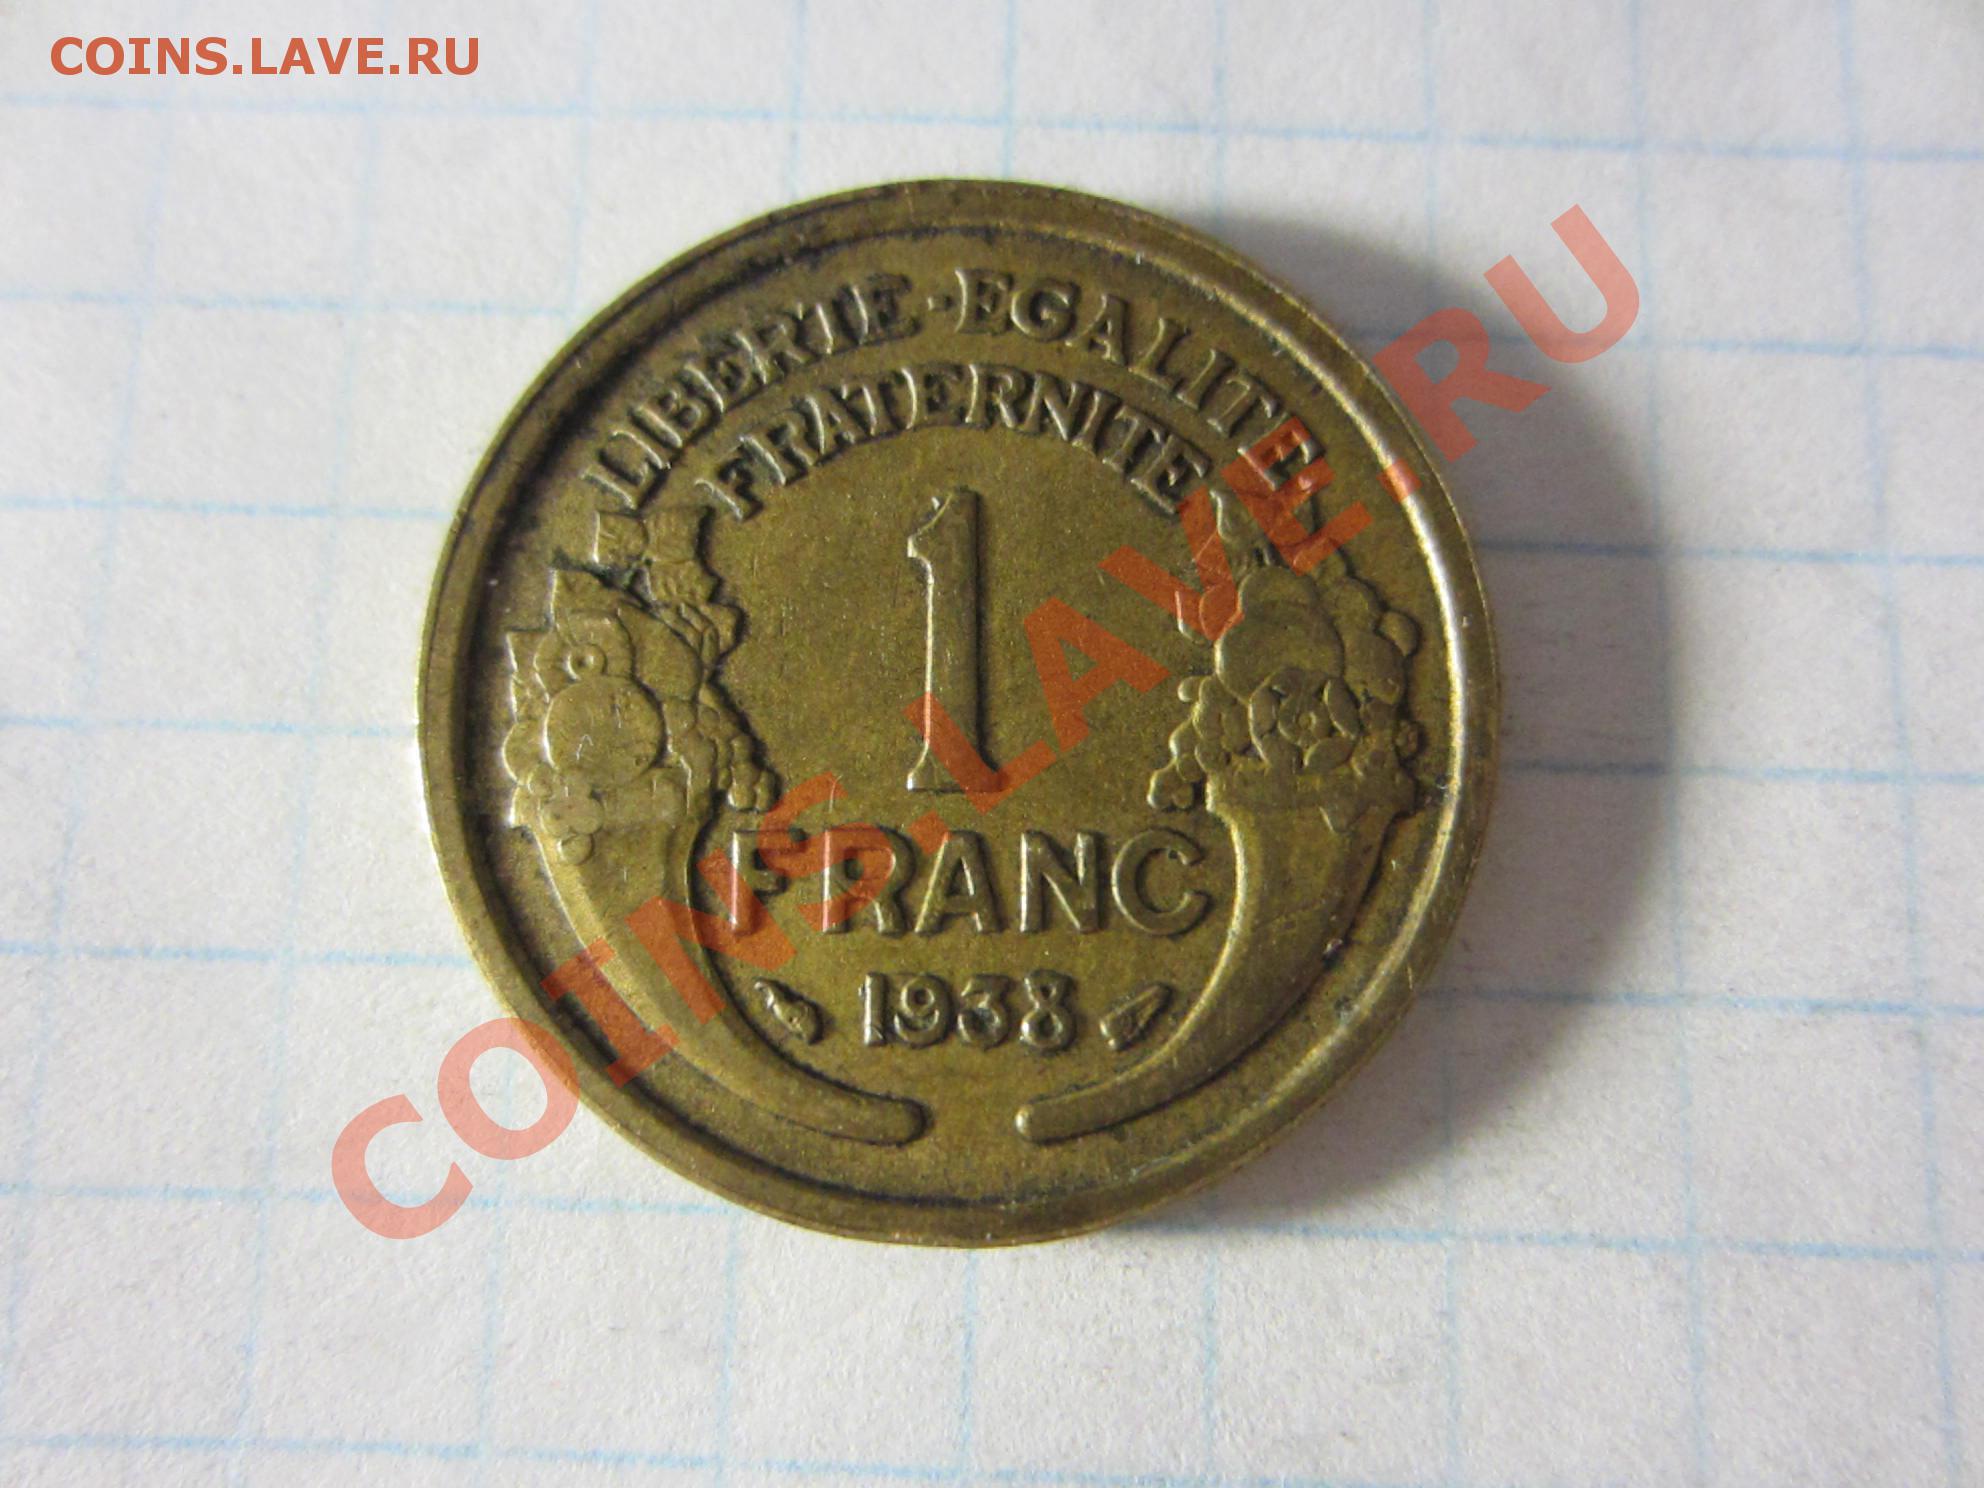 COINS.LAVE.RU
LIBERTE-EGALITE
FRATERNITE
1
FRANC
1938
COINS.LAVE.RU